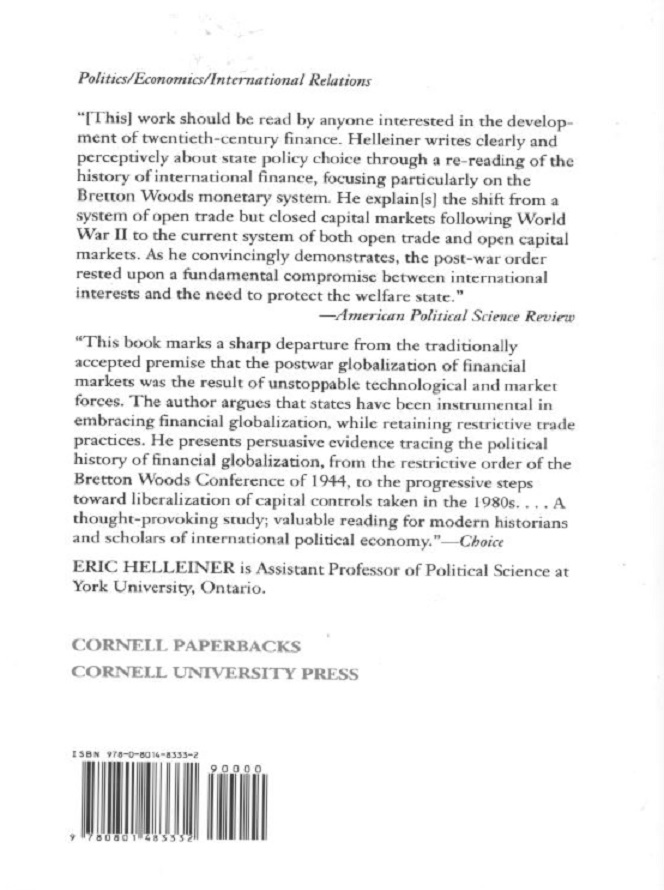 Politics/Economics/International Relations
“[This] work should be read by anyone interested in the develop-
ment of twentieth-century finance. Helleiner writes clearly and
perceptively about state policy choice through a re-reading of the
history of international finance, focusing particularly on the
Bretton Woods monetary system. He explain[s] the shift from a
system of open trade but closed capital markets following World
War II to the current system of both open trade and open capital
markets. As he convincingly demonstrates, the post-war order
rested upon a fundamental compromise between international
interests and the need to protect the welfare state.”
—American Political Science Review
“This book marks a sharp departure from the traditionally
accepted premise that the postwar globalization of financial
markets was the result of unstoppable technological and market
forces. The author argues that states have been instrumental in
embracing financial globalization, while retaining restrictive trade
practices. He presents persuasive evidence tracing the political
history of financial globalization, from the restrictive order of the
Bretton Woods Conference of 1944, to the progressive steps
toward liberalization of capital controls taken in the 1980s. . . . A
thought-provoking study; valuable reading for modern historians
and scholars of international political economy.”—Choice
ERIC HELLEINER is Assistant Professor of Political Science at
York University, Ontario.
CORNELL PAPERBACKS
CORNELL UNIVERSITY PRESS
ISBN 978-0-8014-8333-2
90000
9 780801 483332